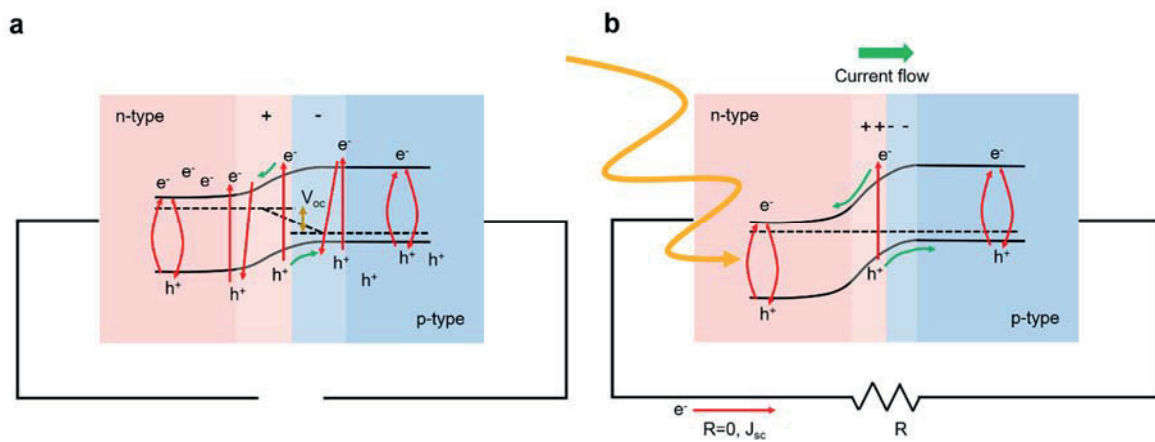 a
n-type
+
-
e⁻
e⁻
e⁻
e⁻
e⁻
e⁻
e⁻
e⁻
Voc
h⁺
h⁺
h⁺
h⁺
h⁺
h⁺
h⁺
p-type
b
Current flow
n-type
++- -
e⁻
e⁻
e⁻
h⁺
h⁺
h⁺
p-type
e⁻
R=0, Jsc
R